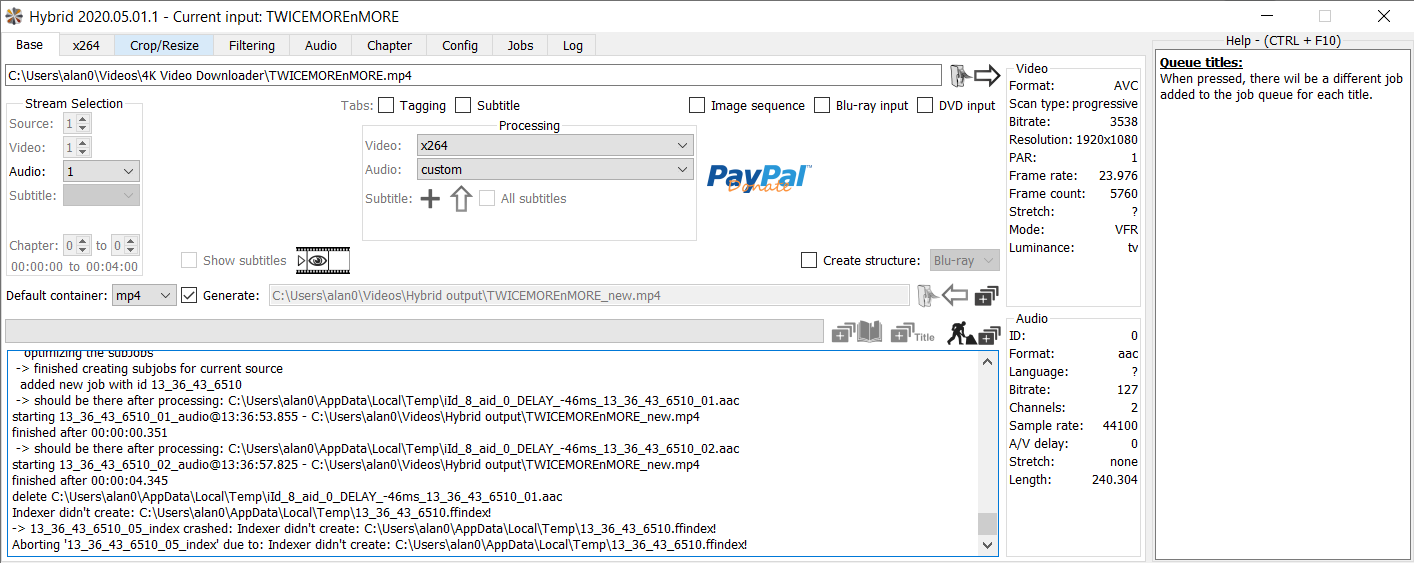 Hybrid 2020.05.01.1 - Current input: TWICEMOREnMORE
Base x264 Crop/Resize Filtering Audio Chapter Config Jobs Log
C:\Users\alan0\Videos\4K Video Downloader\TWICEMOREnMORE.mp4
Stream Selection
Source: 1
Video: 1
Audio: 1
Subtitle:
Chapter: 0 to 0
00:00:00 to 00:04:00
Tabs: Tagging Subtitle Image sequence Blu-ray input DVD input
Processing
Video: x264
Audio: custom
Subtitle: All subtitles
PayPal™
Donate
Show subtitles
Create structure: Blu-ray
Default container: mp4 Generate: C:\Users\alan0\Videos\Hybrid output\TWICEMOREnMORE_new.mp4
Title
optimizing the subjobs
-> finished creating subjobs for current source
added new job with id 13_36_43_6510
-> should be there after processing: C:\Users\alan0\AppData\Local\Temp\iId_8_aid_0_DELAY_-46ms_13_36_43_6510_01.aac
starting 13_36_43_6510_01_audio@13:36:53.855 - C:\Users\alan0\Videos\Hybrid output\TWICEMOREnMORE_new.mp4
finished after 00:00:00.351
-> should be there after processing: C:\Users\alan0\AppData\Local\Temp\iId_8_aid_0_DELAY_-46ms_13_36_43_6510_02.aac
starting 13_36_43_6510_02_audio@13:36:57.825 - C:\Users\alan0\Videos\Hybrid output\TWICEMOREnMORE_new.mp4
finished after 00:00:04.345
delete C:\Users\alan0\AppData\Local\Temp\iId_8_aid_0_DELAY_-46ms_13_36_43_6510_01.aac
Indexer didn't create: C:\Users\alan0\AppData\Local\Temp\13_36_43_6510.ffindex!
-> 13_36_43_6510_05_index crashed: Indexer didn't create: C:\Users\alan0\AppData\Local\Temp\13_36_43_6510.ffindex!
Aborting '13_36_43_6510_05_index' due to: Indexer didn't create: C:\Users\alan0\AppData\Local\Temp\13_36_43_6510.ffindex!
Video
Format: AVC
Scan type: progressive
Bitrate: 3538
Resolution: 1920x1080
PAR: 1
Frame rate: 23.976
Frame count: 5760
Stretch: ?
Mode: VFR
Luminance: tv
Audio
ID: 0
Format: aac
Language: ?
Bitrate: 127
Channels: 2
Sample rate: 44100
A/V delay: 0
Stretch: none
Length: 240.304
Help - (CTRL + F10)
Queue titles:
When pressed, there wil be a different job
added to the job queue for each title.